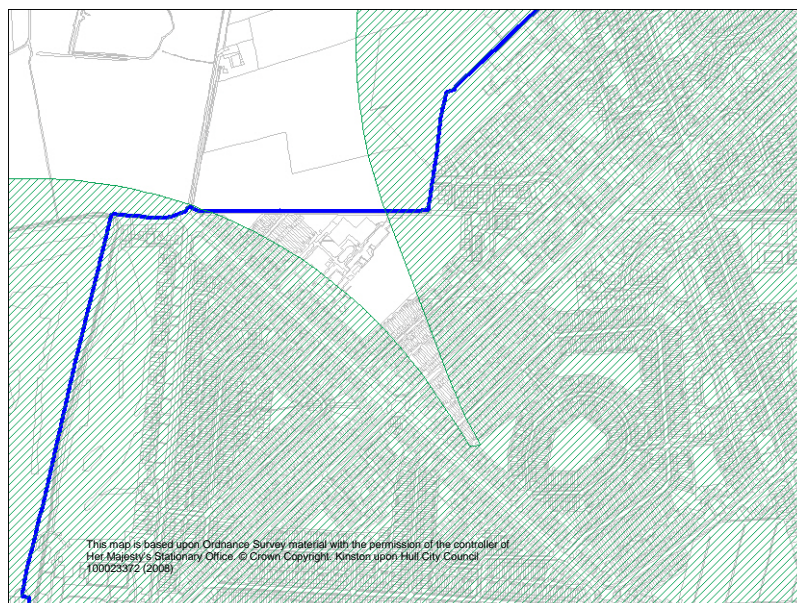 This map is based upon Ordnance Survey material with the permission of the controller of
Her Majesty's Stationary Office. © Crown Copyright. Kinston upon Hull City Council
100023372 (2008)